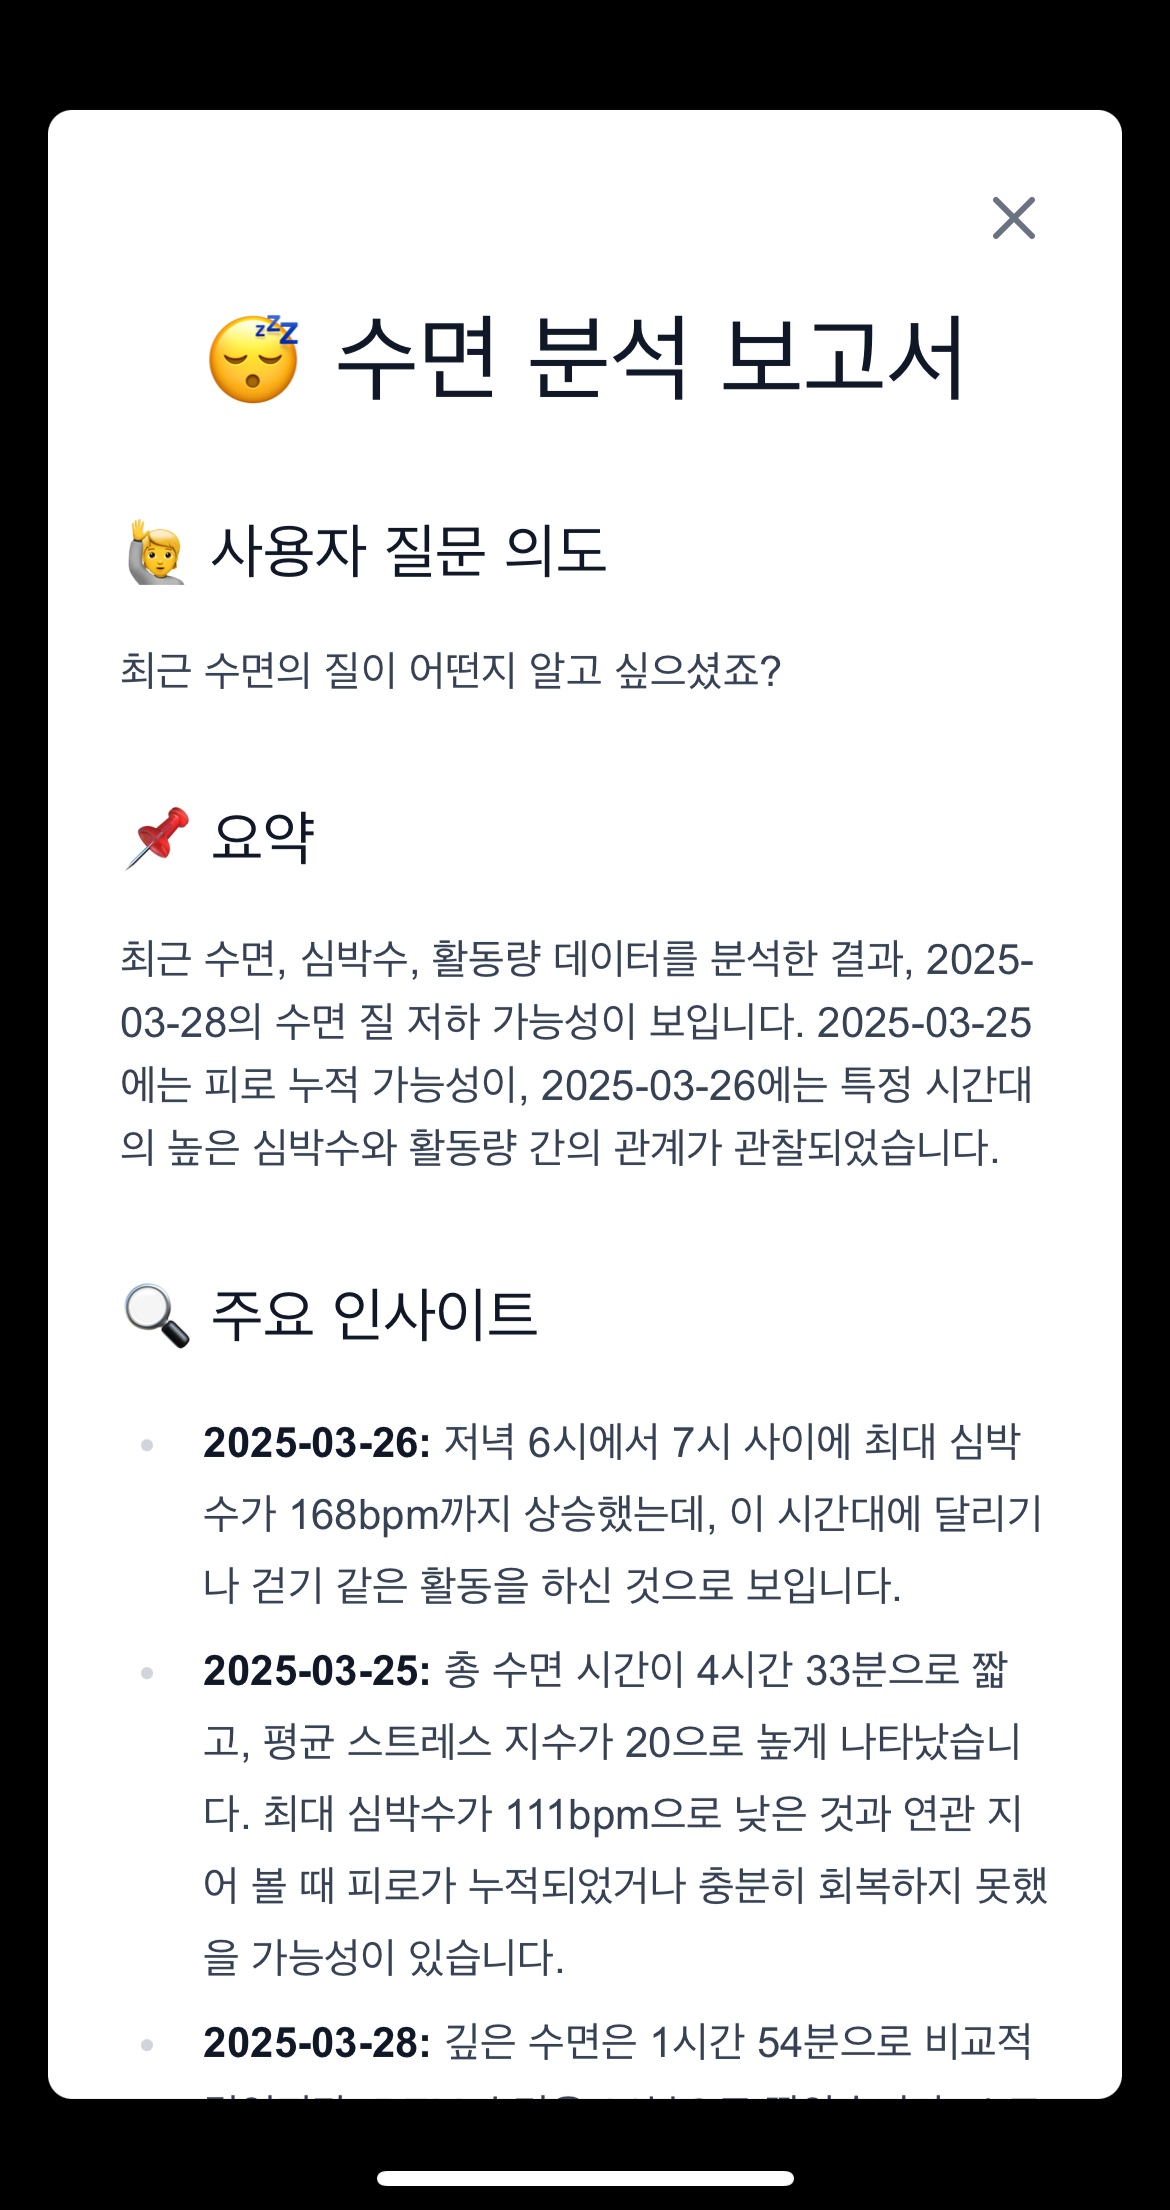 수면 분석 보고서
사용자 질문 의도
최근 수면의 질이 어떤지 알고 싶으셨죠?
요약
최근 수면, 심박수, 활동량 데이터를 분석한 결과, 2025-
03-28의 수면 질 저하 가능성이 보입니다. 2025-03-25
에는 피로 누적 가능성이, 2025-03-26에는 특정 시간대
의 높은 심박수와 활동량 간의 관계가 관찰되었습니다.
주요 인사이트
2025-03-26: 저녁 6시에서 7시 사이에 최대 심박
수가 168bpm까지 상승했는데, 이 시간대에 달리기
나 걷기 같은 활동을 하신 것으로 보입니다.
2025-03-25: 총 수면 시간이 4시간 33분으로 짧
고, 평균 스트레스 지수가 20으로 높게 나타났습니
다. 최대 심박수가 111bpm으로 낮은 것과 연관 지
어 볼 때 피로가 누적되었거나 충분히 회복하지 못했
을 가능성이 있습니다.
2025-03-28: 깊은 수면은 1시간 54분으로 비교적